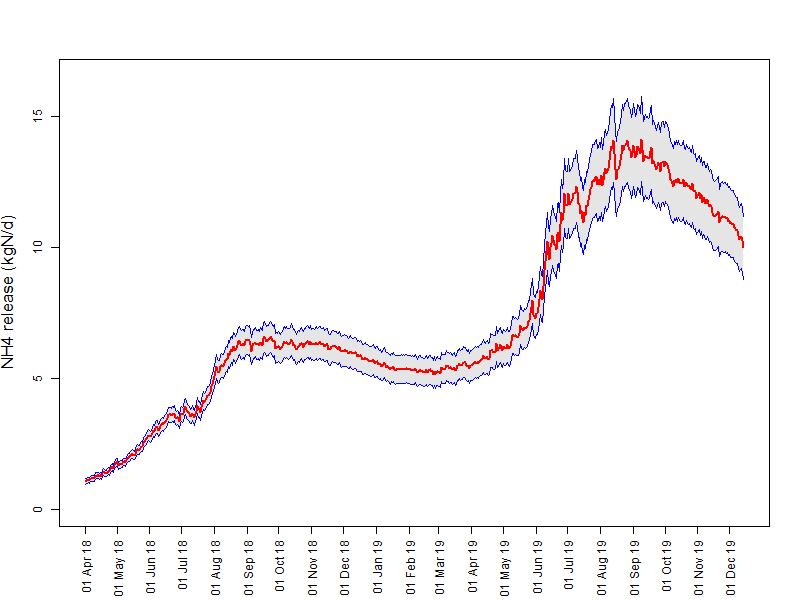 NH4 release (kgN/d)
15
10
5
0
01 Apr 18
01 May 18
01 Jun 18
01 Jul 18
01 Aug 18
01 Sep 18
01 Oct 18
01 Nov 18
01 Dec 18
01 Jan 19
01 Feb 19
01 Mar 19
01 Apr 19
01 May 19
01 Jun 19
01 Jul 19
01 Aug 19
01 Sep 19
01 Oct 19
01 Nov 19
01 Dec 19